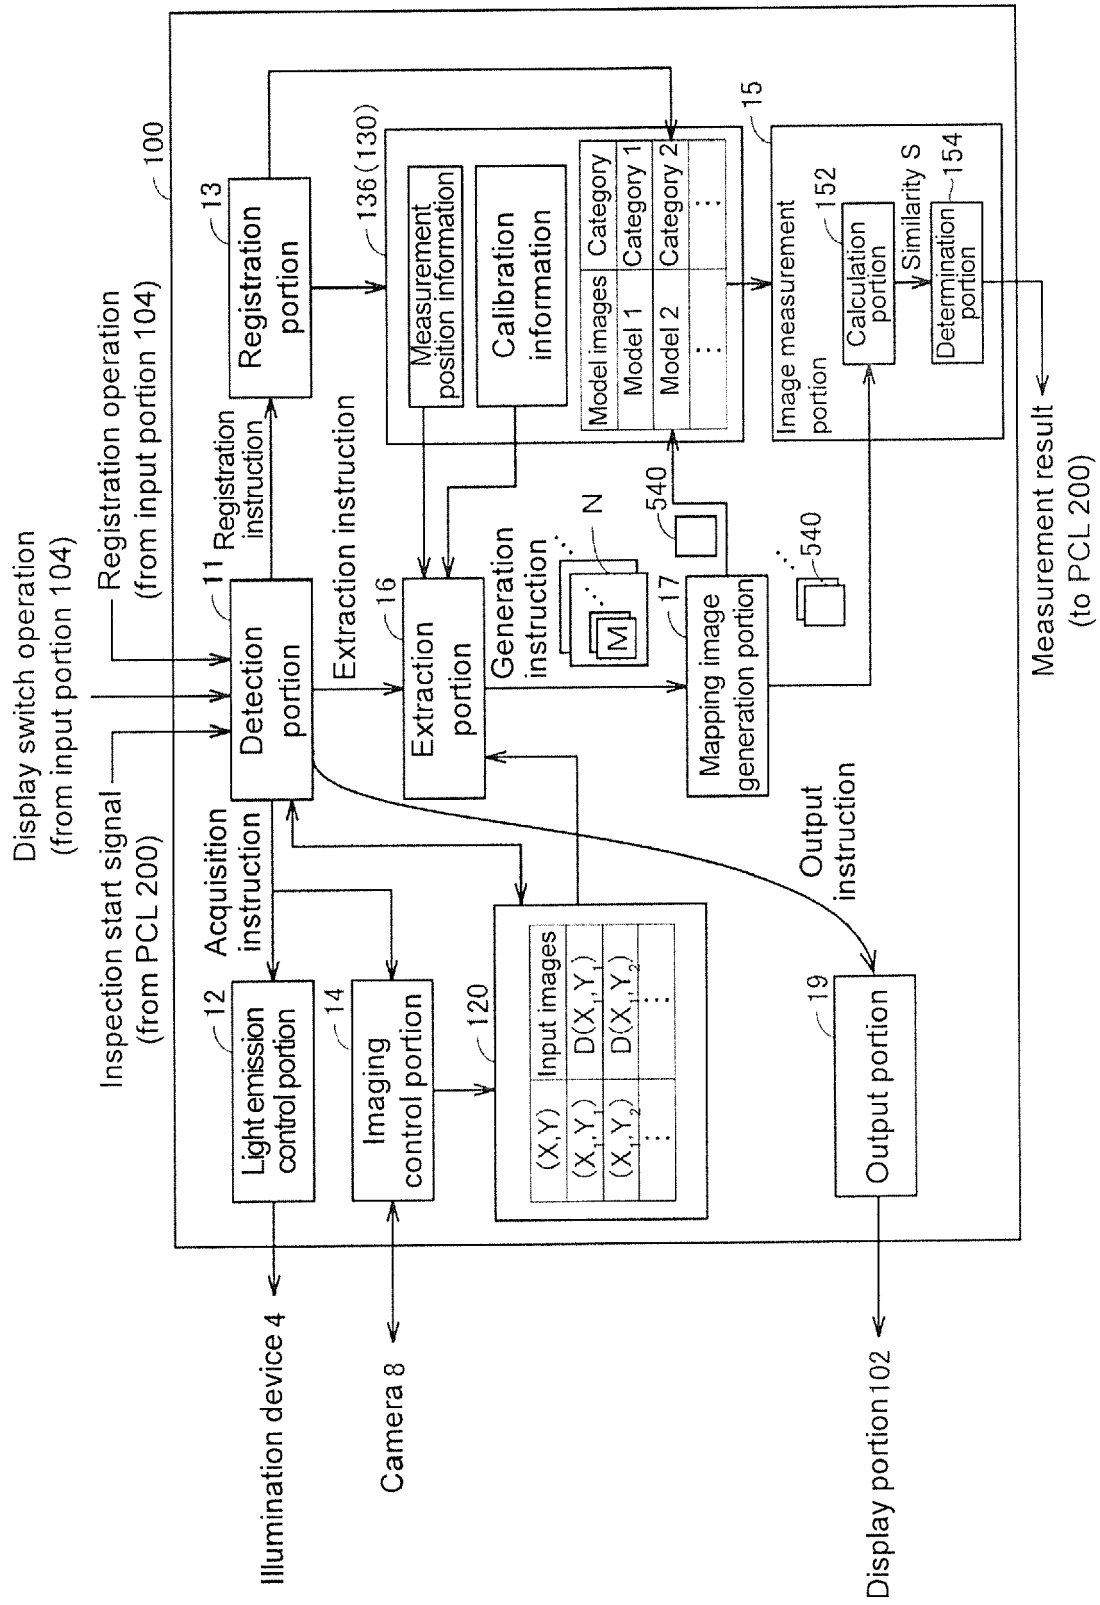 Display switch operation
(from input portion 104)
Inspection start signal
(from PCL 200)
Registration operation
(from input portion 104)
100
12
Light emission
control portion
Illumination device 4
Acquisition
instruction
11
Detection
portion
Registration
instruction
13
Registration
portion
14
Imaging
control portion
Camera 8
Extraction instruction
16
Extraction
portion
136(130)
Measurement
position information
Calibration
information
Model images
Category
Model 1
Category 1
Model 2
Category 2
⋮
⋮
120
(X,Y)
Input images
(X1,Y1)
D(X1,Y1)
(X1,Y2)
D(X1,Y2)
⋮
⋮
Generation
instruction
N
M
540
17
Mapping image
generation portion
540
15
Image measurement
portion
152
Calculation
portion
Similarity S
154
Determination
portion
Output
instruction
19
Output portion
Display portion 102
Measurement result
(to PCL 200)